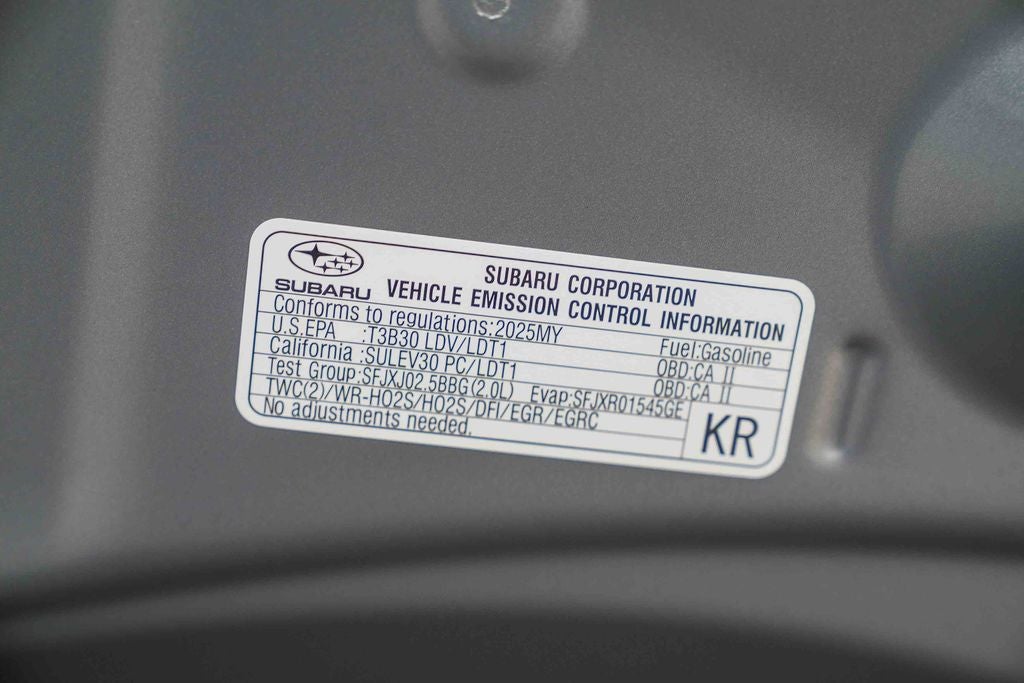 SUBARU
SUBARU CORPORATION
VEHICLE EMISSION CONTROL INFORMATION
Conforms to regulations:2025MY Fuel:Gasoline
U.S.EPA :T3B30 LDV/LDT1 OBD:CA II
California :SULEV30 PC/LDT1 OBD:CA II
Test Group:SFJXJ02.5BBG(2.0L) Evap:SFJXR01545GE
TWC(2)/WR-HO2S/HO2S/DFI/EGR/EGRC
No adjustments needed.
KR